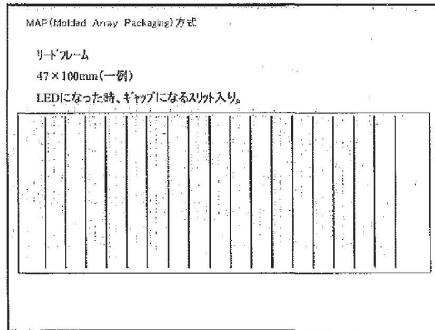 MAP(Molded Array Packaging)方式
リードフレーム
47×100mm(一例)
LEDになった時、ギャップになるスリット入り。